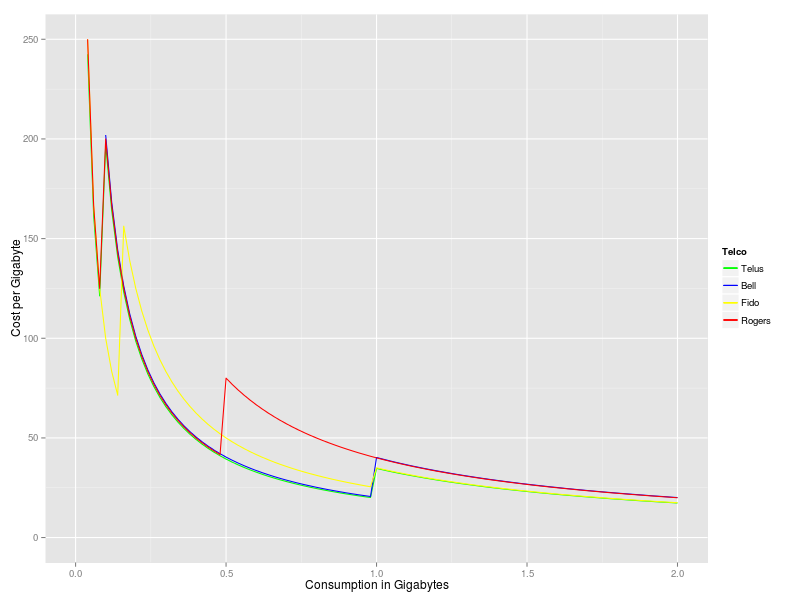 250
200
150
100
50
0
Cost per Gigabyte
0.0
0.5
1.0
1.5
2.0
Consumption in Gigabytes
Telco
Telus
Bell
Fido
Rogers